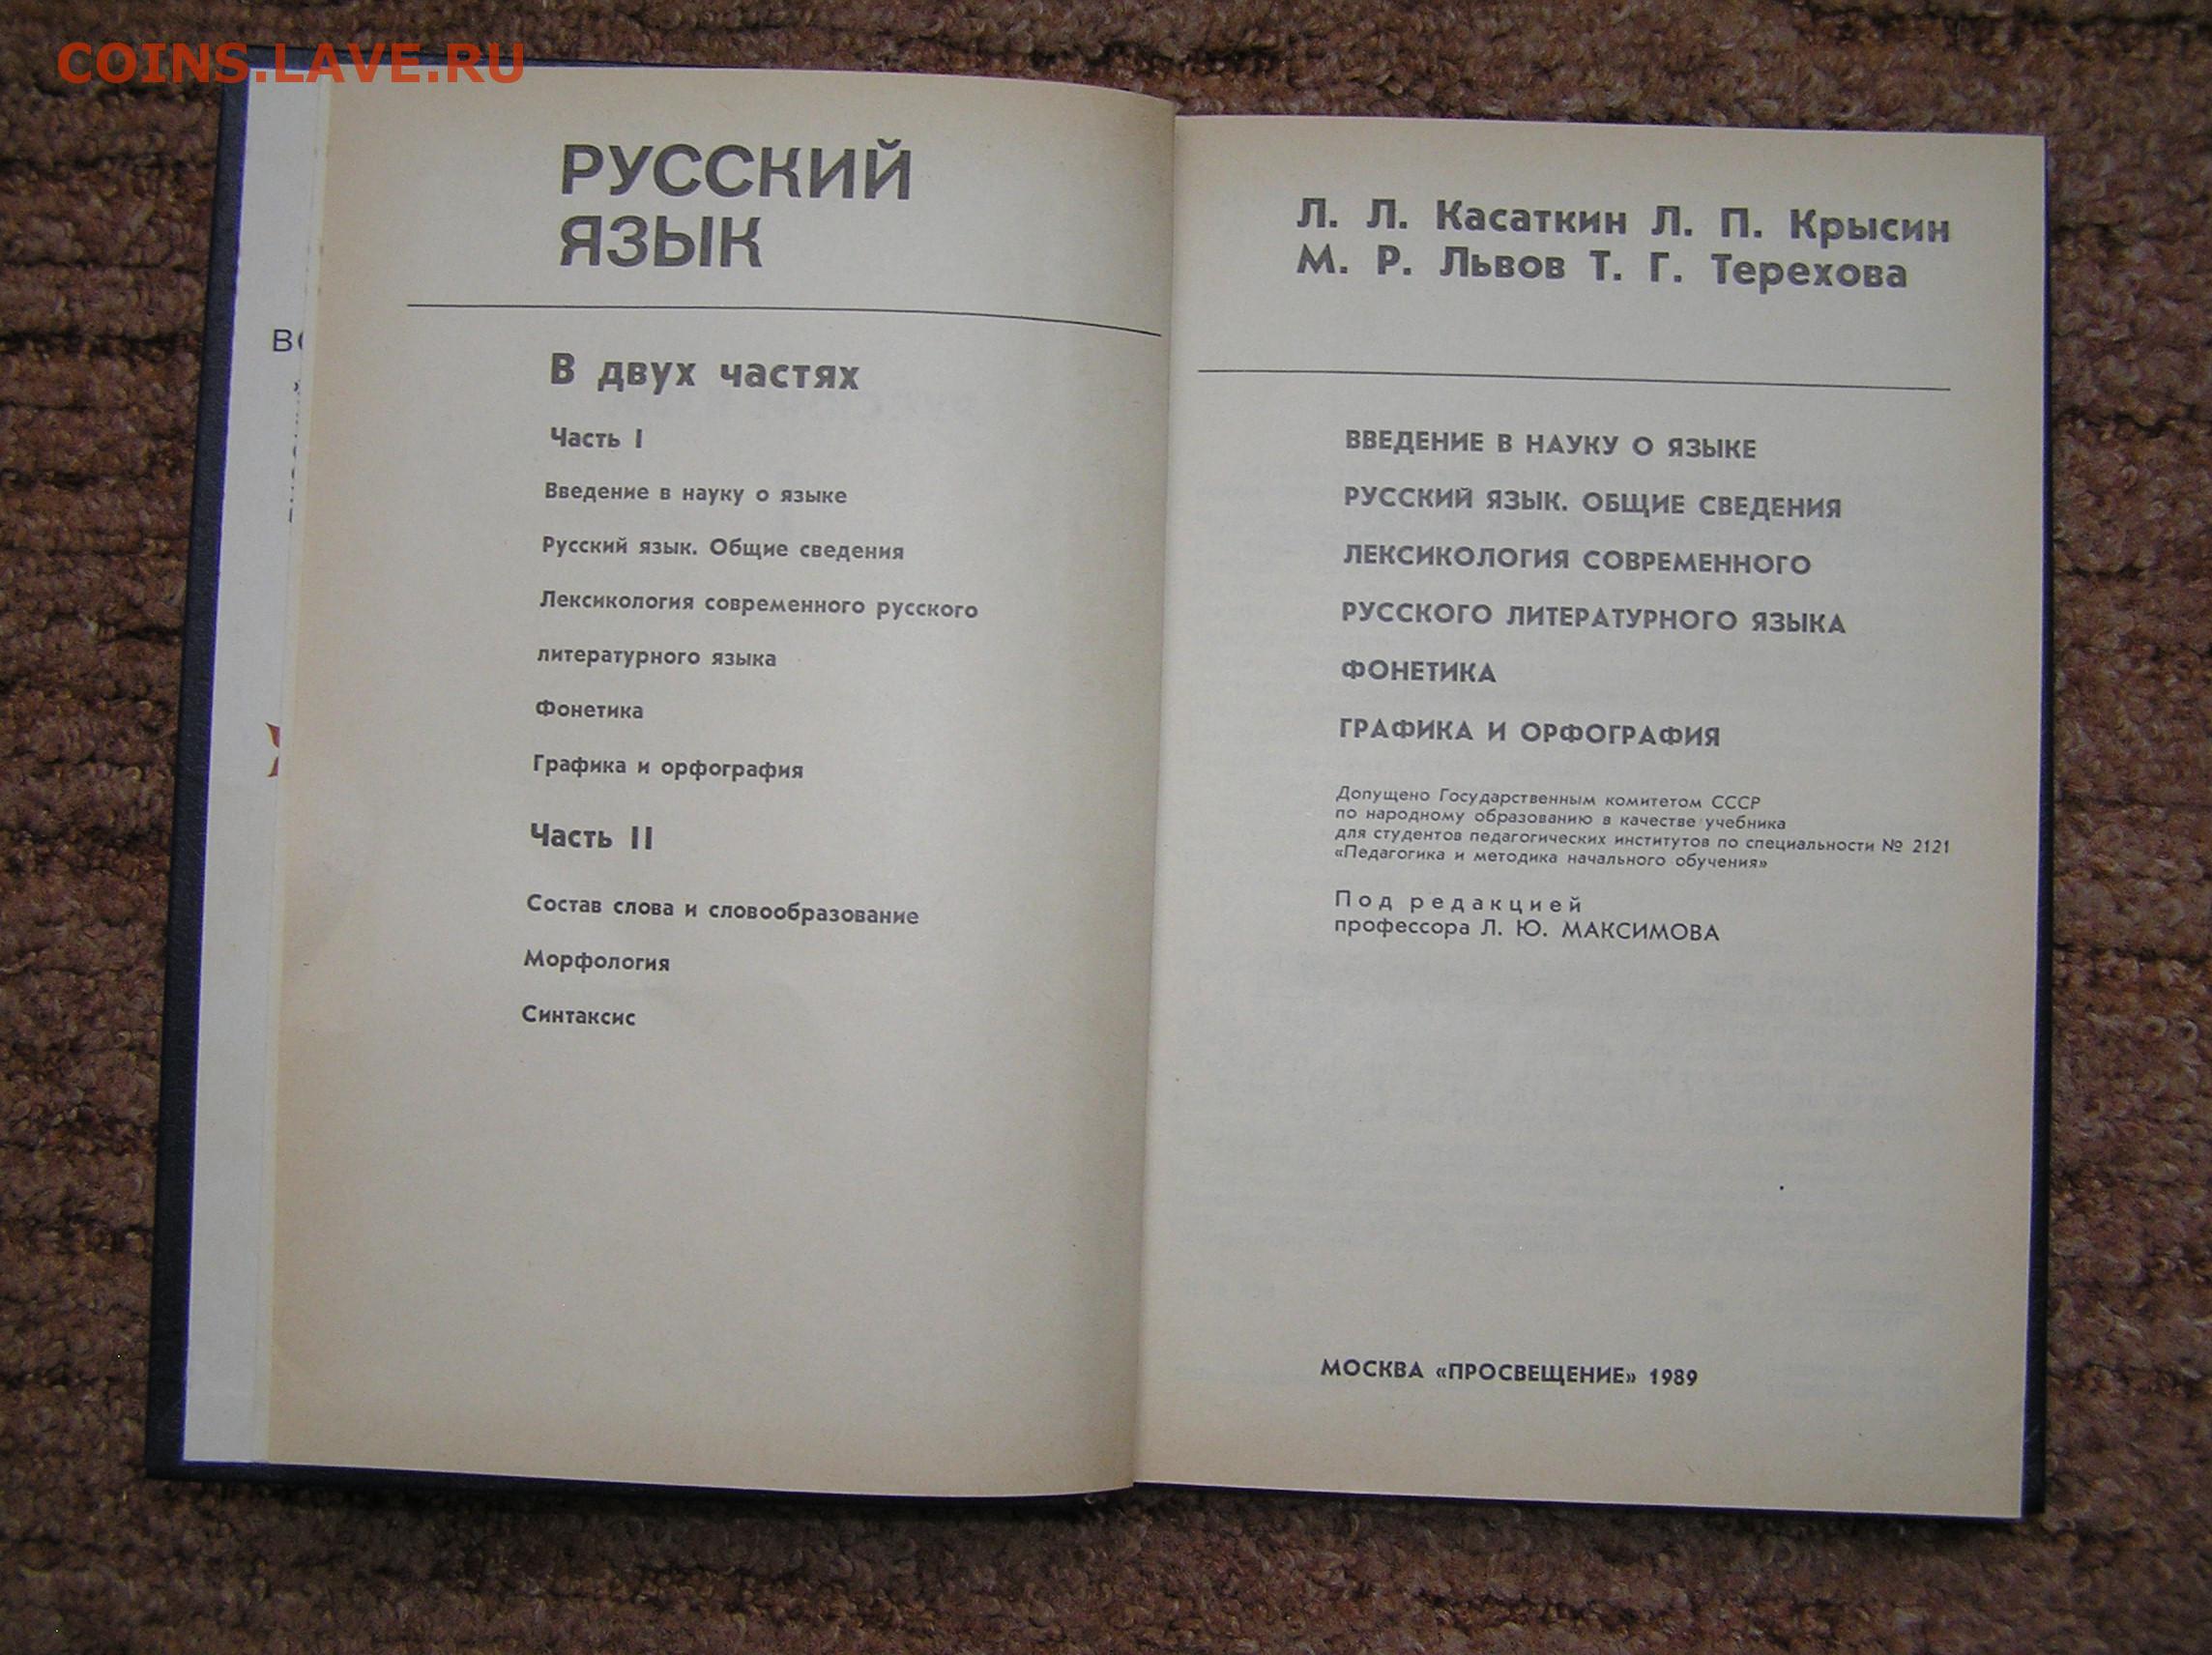 COINS.LAVE.RU
РУССКИЙ
ЯЗЫК
В двух частях
Часть I
Введение в науку о языке
Русский язык. Общие сведения
Лексикология современного русского
литературного языка
Фонетика
Графика и орфография
Часть II
Состав слова и словообразование
Морфология
Синтаксис
Л. Л. Касаткин Л. П. Крысин
М. Р. Львов Т. Г. Терехова
ВВЕДЕНИЕ В НАУКУ О ЯЗЫКЕ
РУССКИЙ ЯЗЫК. ОБЩИЕ СВЕДЕНИЯ
ЛЕКСИКОЛОГИЯ СОВРЕМЕННОГО
РУССКОГО ЛИТЕРАТУРНОГО ЯЗЫКА
ФОНЕТИКА
ГРАФИКА И ОРФОГРАФИЯ
Допущено Государственным комитетом СССР
по народному образованию в качестве учебника
для студентов педагогических институтов по специальности № 2121
«Педагогика и методика начального обучения»
Под редакцией
профессора Л. Ю. МАКСИМОВА
МОСКВА «ПРОСВЕЩЕНИЕ» 1989